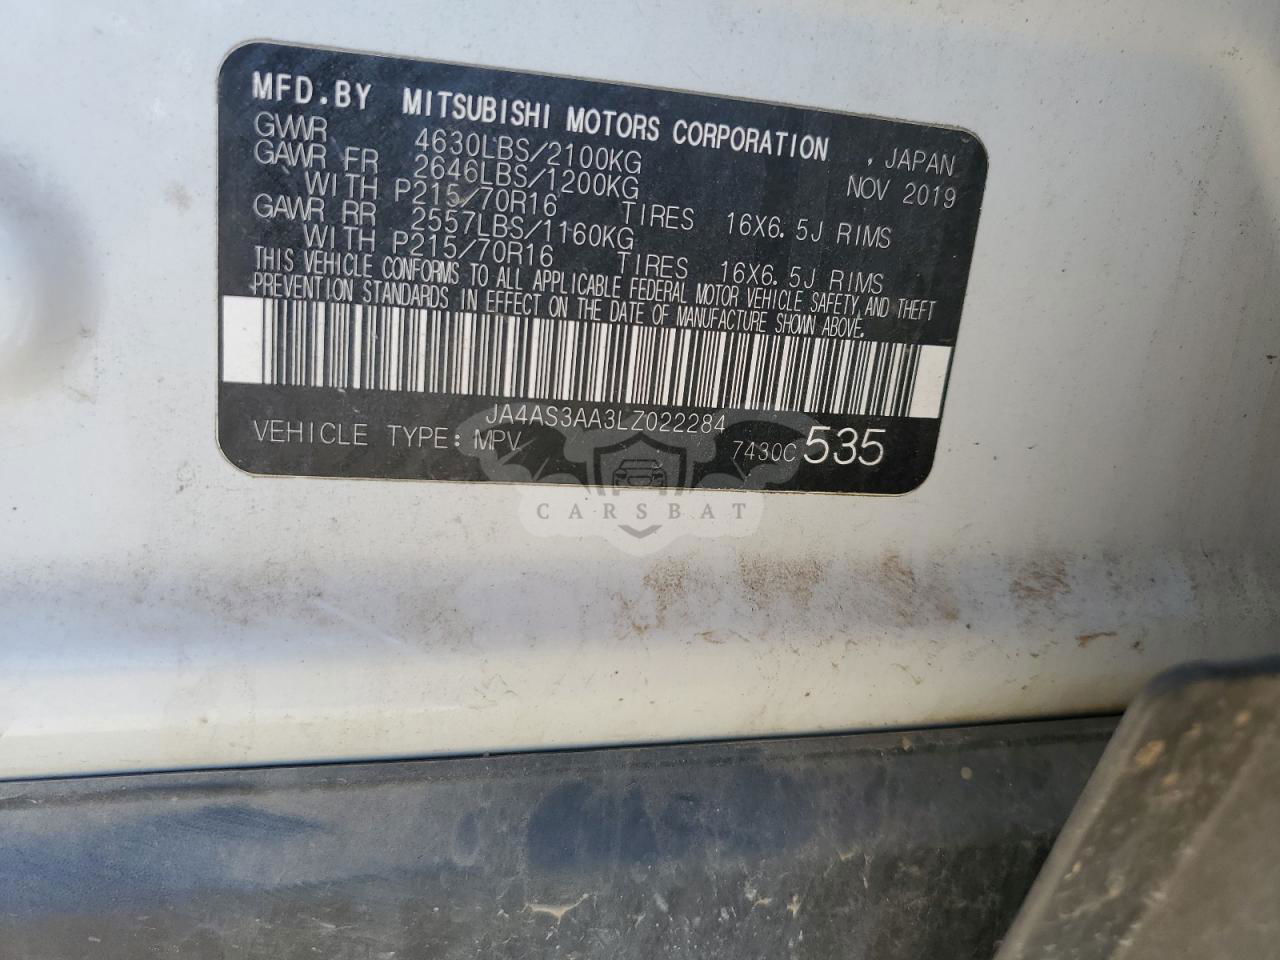 MFD.BY MITSUBISHI MOTORS CORPORATION , JAPAN
GVWR 4630LBS/2100KG NOV 2019
GAWR FR 2646LBS/1200KG
WITH P215/70R16 TIRES 16X6.5J RIMS
GAWR RR 2557LBS/1160KG
WITH P215/70R16 TIRES 16X6.5J RIMS
THIS VEHICLE CONFORMS TO ALL APPLICABLE FEDERAL MOTOR VEHICLE SAFETY, AND THEFT
PREVENTION STANDARDS IN EFFECT ON THE DATE OF MANUFACTURE SHOWN ABOVE.
JA4AS3AA3LZ022284
VEHICLE TYPE: MPV 7430C 535
CARSBAT